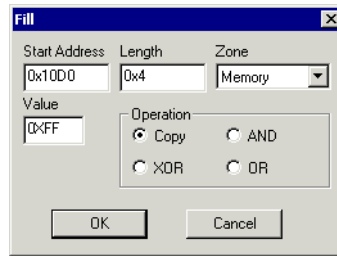 Fill
Start Address Length Zone
0x10D0 0x4 Memory
Value
0XFF
Operation
Copy AND
XOR OR
OK Cancel